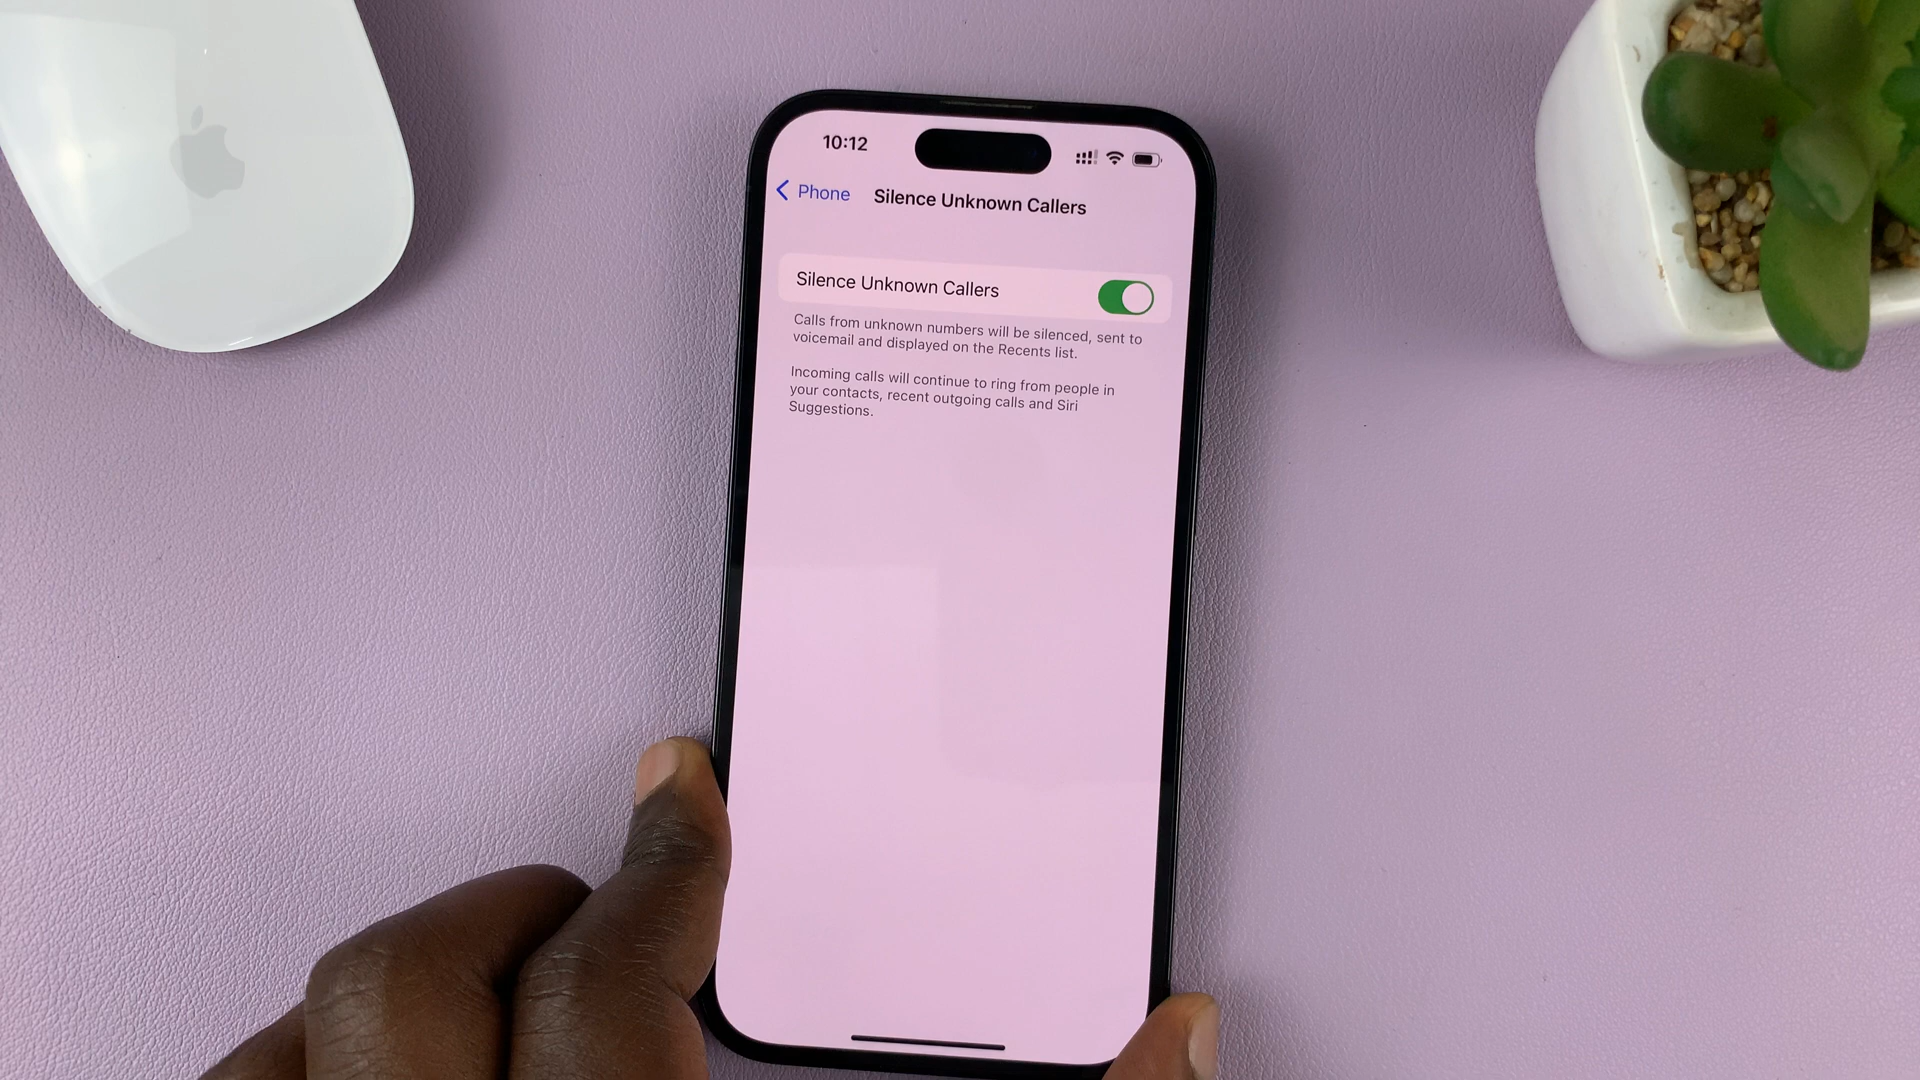 10:12
Phone
Silence Unknown Callers
Silence Unknown Callers
Calls from unknown numbers will be silenced, sent to
voicemail and displayed on the Recents list.
Incoming calls will continue to ring from people in
your contacts, recent outgoing calls and Siri
Suggestions.